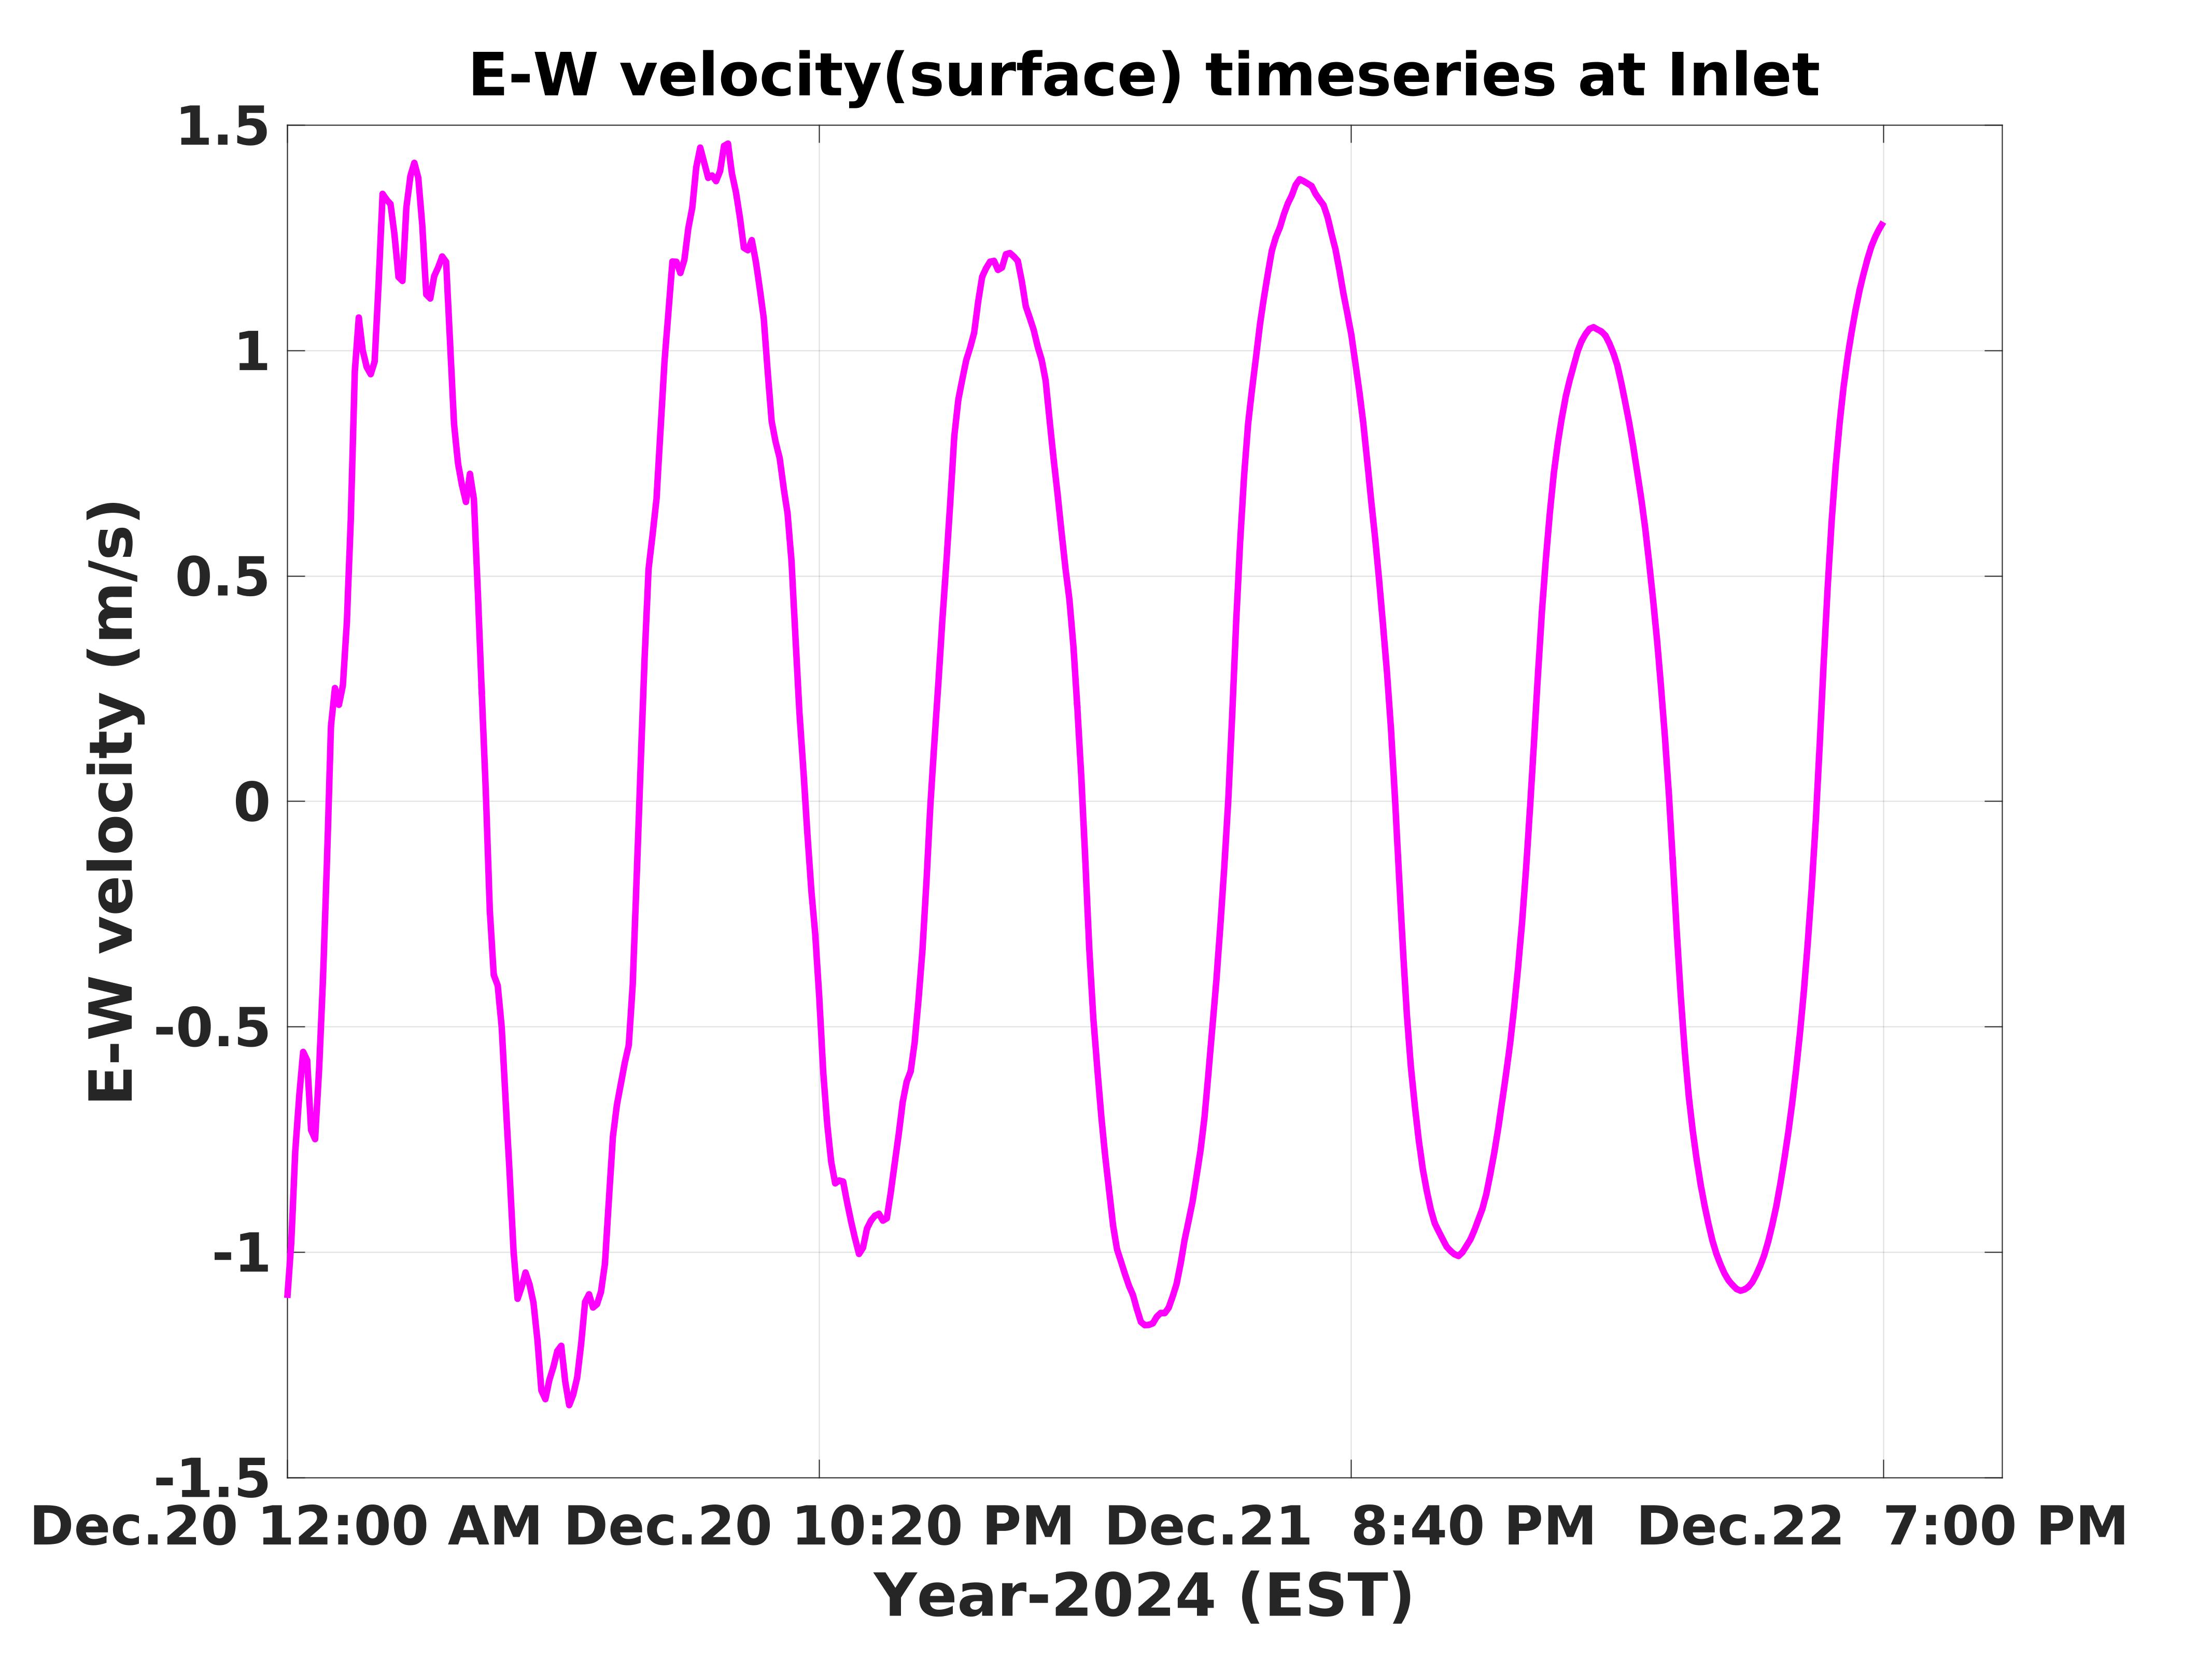 E-W velocity(surface) timeseries at Inlet
1.5
1
0.5
0
-0.5
-1
-1.5
E-W velocity (m/s)
Dec.20 12:00 AM Dec.20 10:20 PM Dec.21 8:40 PM Dec.22 7:00 PM
Year-2024 (EST)